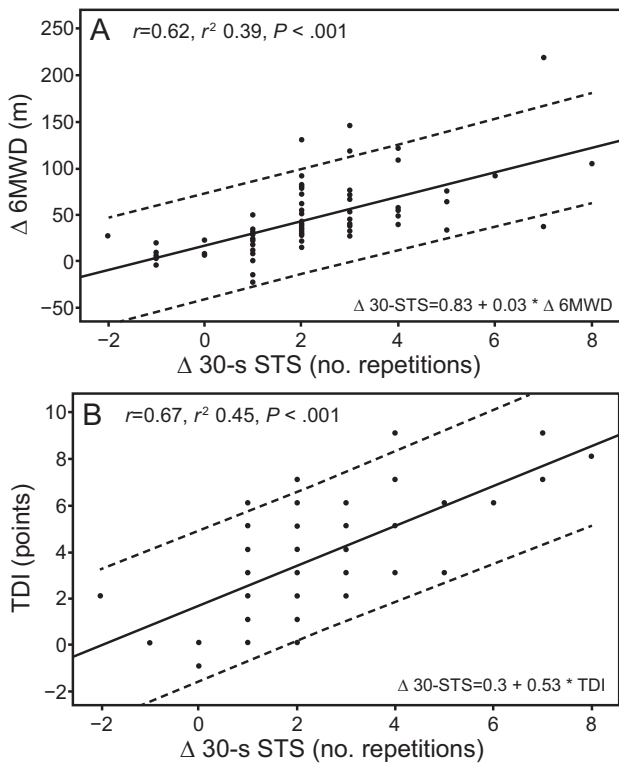 A
r=0.62, r² 0.39, P < .001
250
200
150
100
50
0
−50
Δ 6MWD (m)
Δ 30-STS=0.83 + 0.03 * Δ 6MWD
−2 0 2 4 6 8
Δ 30-s STS (no. repetitions)
B
r=0.67, r² 0.45, P < .001
10
8
6
4
2
0
−2
TDI (points)
Δ 30-STS=0.3 + 0.53 * TDI
−2 0 2 4 6 8
Δ 30-s STS (no. repetitions)